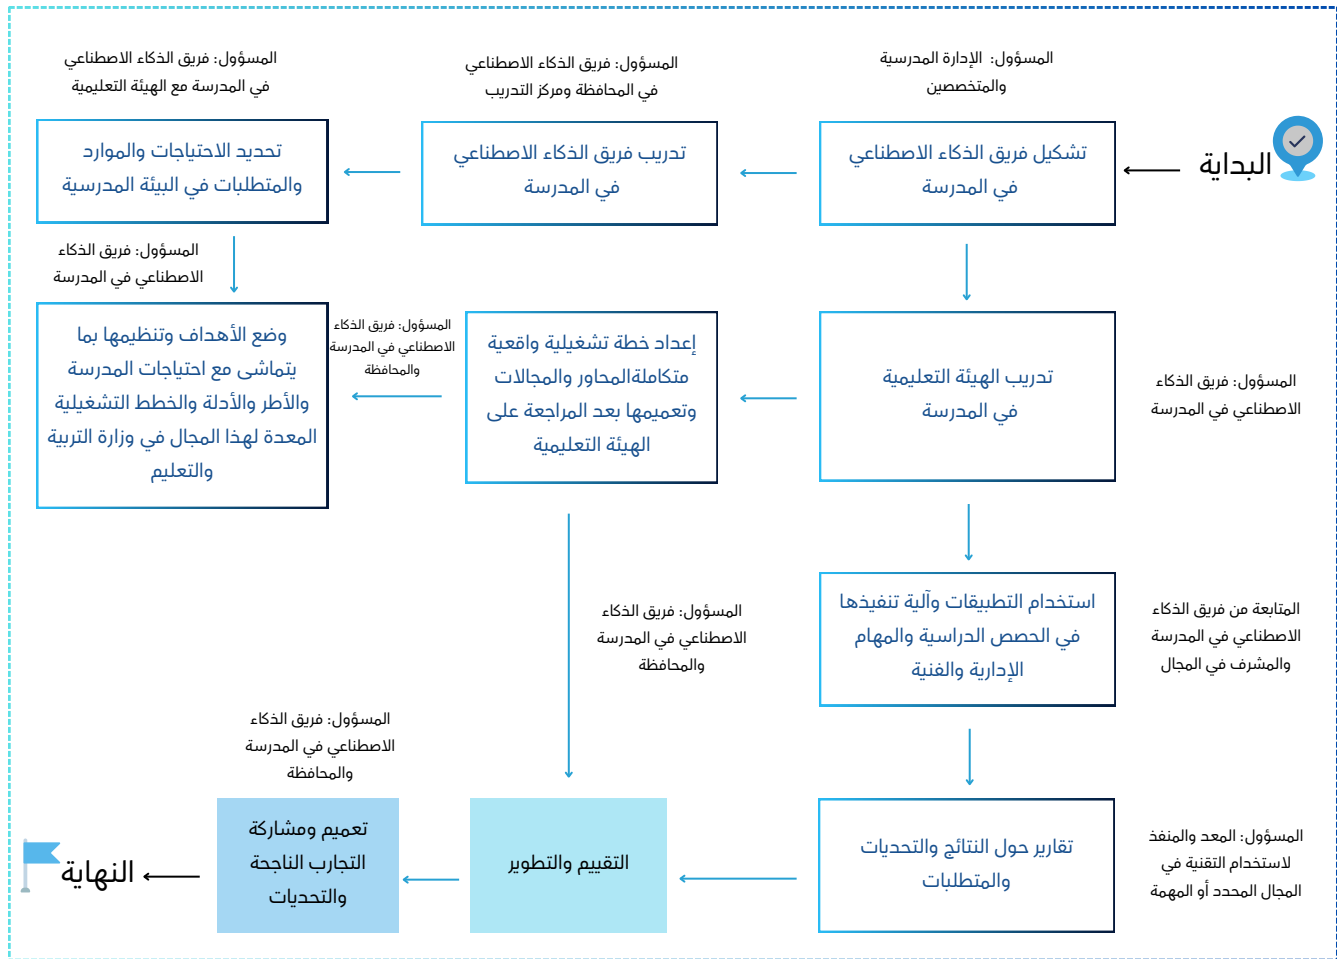 البداية
المسؤول: الإدارة المدرسية
والمتخصصين
تشكيل فريق الذكاء الاصطناعي
في المدرسة
المسؤول: فريق الذكاء الاصطناعي
في المحافظة ومركز التدريب
تدريب فريق الذكاء الاصطناعي
في المدرسة
المسؤول: فريق الذكاء الاصطناعي
في المدرسة مع الهيئة التعليمية
تحديد الاحتياجات والموارد
والمتطلبات في البيئة المدرسية
المسؤول: فريق الذكاء
الاصطناعي في المدرسة
وضع الأهداف وتنظيمها بما
يتماشى مع احتياجات المدرسة
والأطر والأدلة والخطط التشغيلية
المعدة لهذا المجال في وزارة التربية
والتعليم
المسؤول: فريق الذكاء
الاصطناعي في المدرسة
والمحافظة
إعداد خطة تشغيلية واقعية
متكاملةالمحاور والمجالات
وتعميمها بعد المراجعة على
الهيئة التعليمية
تدريب الهيئة التعليمية
في المدرسة
المسؤول: فريق الذكاء
الاصطناعي في المدرسة
استخدام التطبيقات وآلية تنفيذها
في الحصص الدراسية والمهام
الإدارية والفنية
المتابعة من فريق الذكاء
الاصطناعي في المدرسة
والمشرف في المجال
المسؤول: فريق الذكاء
الاصطناعي في المدرسة
والمحافظة
المسؤول: المعد والمنفذ
لاستخدام التقنية في
المجال المحدد أو المهمة
تقارير حول النتائج والتحديات
والمتطلبات
التقييم والتطوير
المسؤول: فريق الذكاء
الاصطناعي في المدرسة
والمحافظة
تعميم ومشاركة
التجارب الناجحة
والتحديات
النهاية